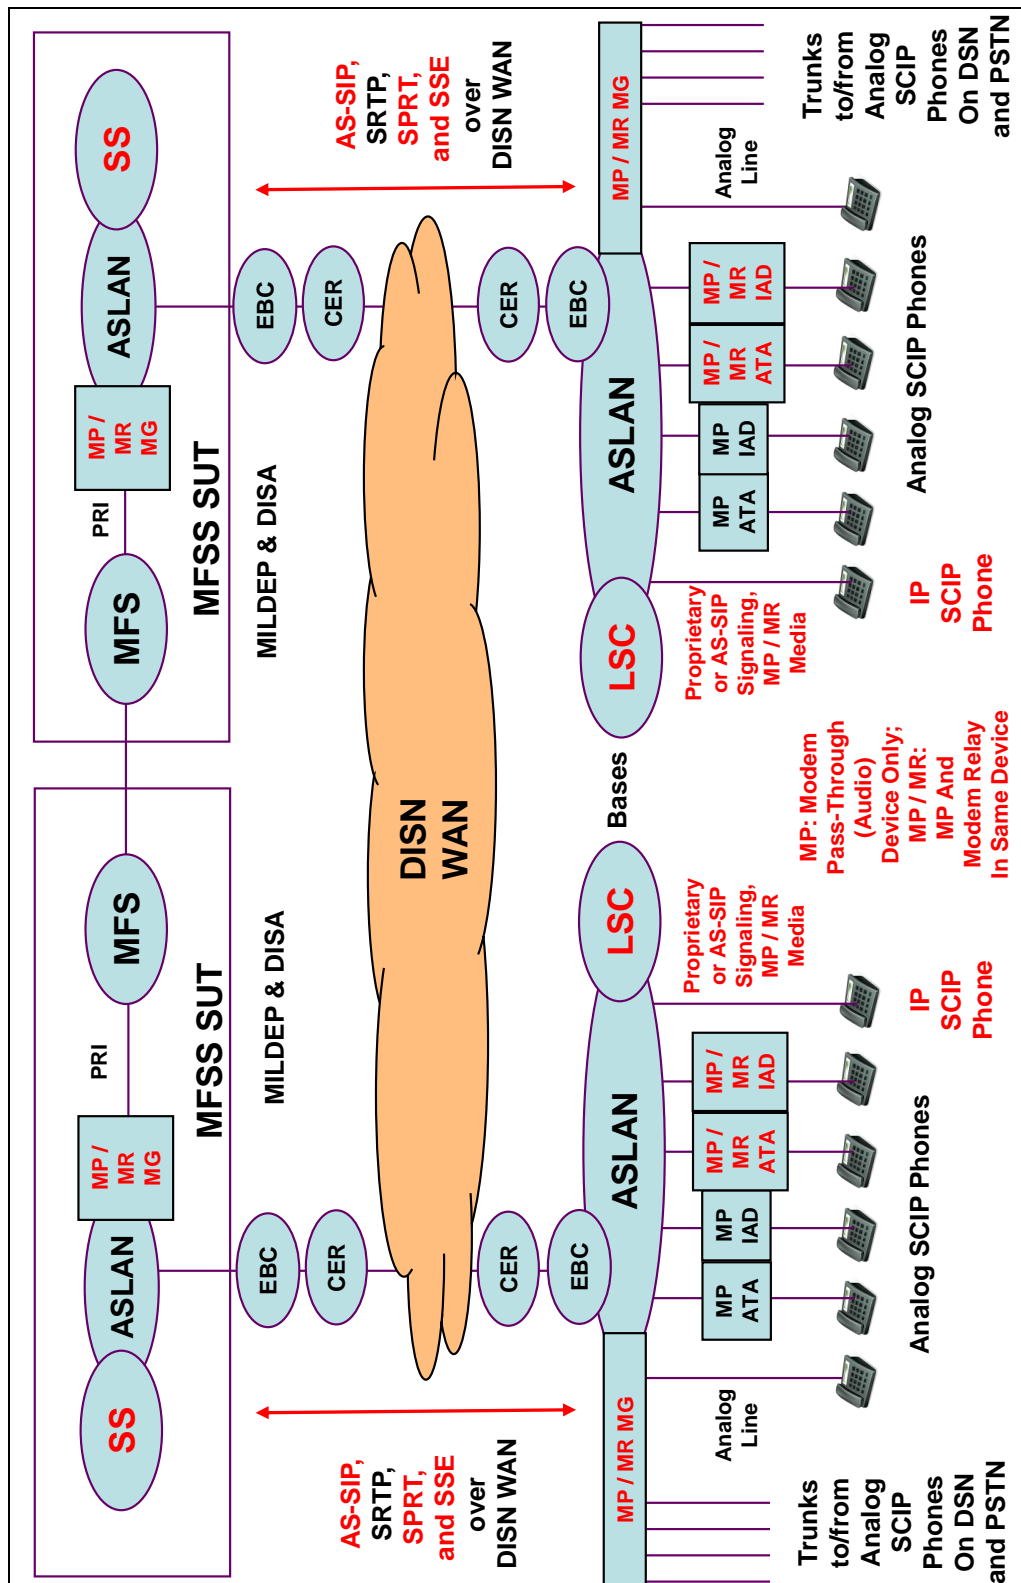 SS
ASLAN
MP /
MR
MG
PRI
MFS
MFSS SUT
MFS
PRI
MP /
MR
MG
ASLAN
SS
MFSS SUT
MILDEP & DISA
MILDEP & DISA
EBC
CER
EBC
CER
AS-SIP,
SRTP,
SPRT,
and SSE
over
DISN WAN
DISN
WAN
AS-SIP,
SRTP,
SPRT,
and SSE
over
DISN WAN
CER
EBC
CER
EBC
MP / MR MG
ASLAN
LSC
Bases
LSC
ASLAN
MP / MR MG
Analog
Line
MP
ATA
MP
IAD
MP /
MR
ATA
MP /
MR
IAD
Proprietary
or AS-SIP
Signaling,
MP / MR
Media
Proprietary
or AS-SIP
Signaling,
MP / MR
Media
MP
ATA
MP
IAD
MP /
MR
ATA
MP /
MR
IAD
Analog
Line
Trunks
to/from
Analog
SCIP
Phones
On DSN
and PSTN
Analog SCIP Phones
IP
SCIP
Phone
MP: Modem
Pass-Through
(Audio)
Device Only;
MP / MR:
MP And
Modem Relay
In Same Device
IP
SCIP
Phone
Analog SCIP Phones
Trunks
to/from
Analog
SCIP
Phones
On DSN
and PSTN